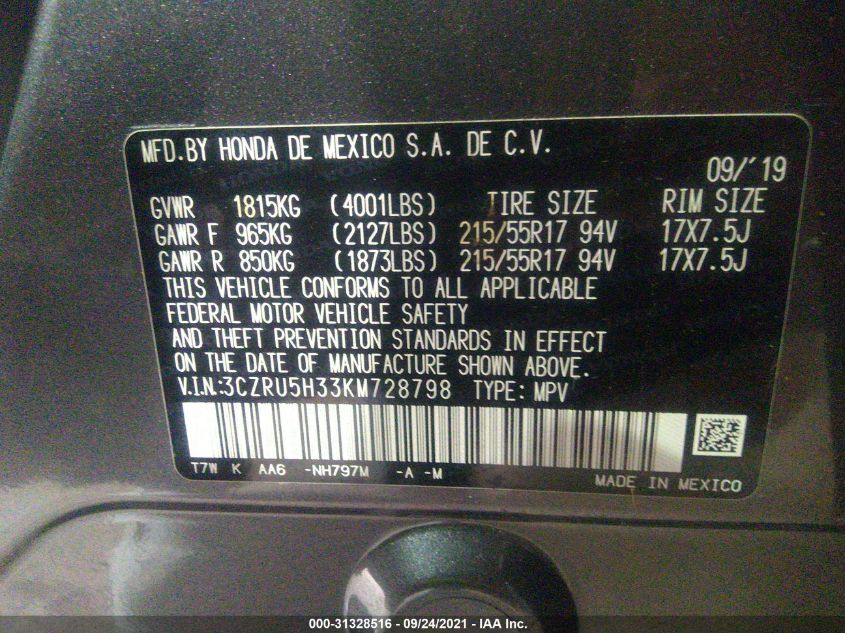 MFD.BY HONDA DE MEXICO S.A. DE C.V.
09/'19
GVWR 1815KG (4001LBS) TIRE SIZE RIM SIZE
GAWR F 965KG (2127LBS) 215/55R17 94V 17X7.5J
GAWR R 850KG (1873LBS) 215/55R17 94V 17X7.5J
THIS VEHICLE CONFORMS TO ALL APPLICABLE
FEDERAL MOTOR VEHICLE SAFETY
AND THEFT PREVENTION STANDARDS IN EFFECT
ON THE DATE OF MANUFACTURE SHOWN ABOVE.
V.I.N.:3CZRU5H33KM728798 TYPE: MPV
T7W K AA6 -NH797M -A -M
MADE IN MEXICO
000-31328516 - 09/24/2021 - IAA Inc.